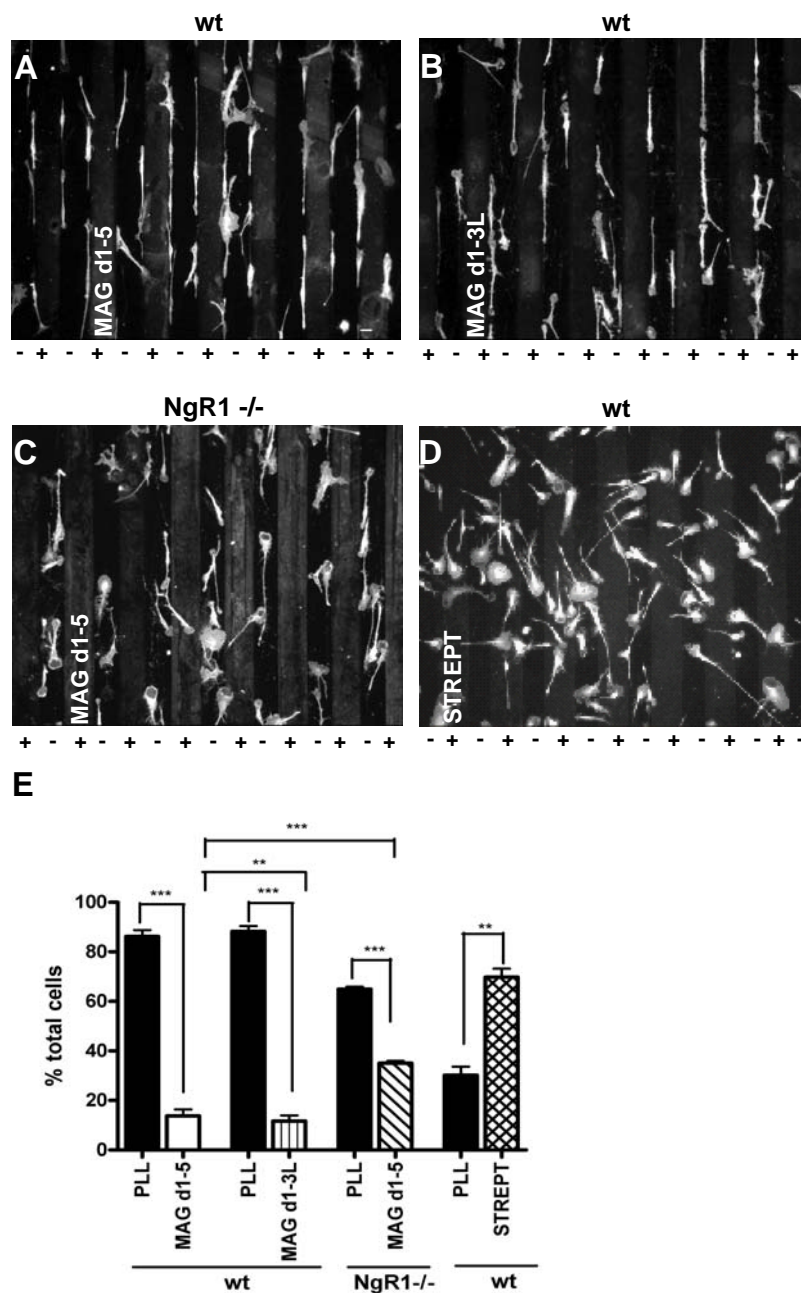 wt
wt
A
B
MAG d1-5
MAG d1-3L
- + - + - + - + - + - + - + -
+ - + - + - + - + - + - + -
NgR1 -/-
wt
C
D
MAG d1-5
STREPT
+ - + - + - + - + - + - + - +
- + - + - + - + - + - + - + -
E
***
**
***
***
***
**
% total cells
100
80
60
40
20
0
PLL
MAG d1-5
PLL
MAG d1-3L
PLL
MAG d1-5
PLL
STREPT
wt
NgR1-/-
wt